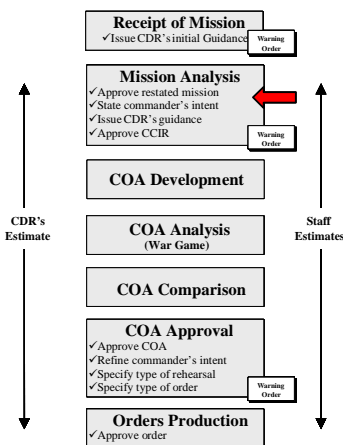 Receipt of Mission
✓Issue CDR's initial Guidance
Warning
Order
Mission Analysis
✓Approve restated mission
✓State commander's intent
✓Issue CDR's guidance
✓Approve CCIR
Warning
Order
COA Development
CDR's
Estimate
COA Analysis
(War Game)
Staff
Estimates
COA Comparison
COA Approval
✓Approve COA
✓Refine commander's intent
✓Specify type of rehearsal
✓Specify type of order
Warning
Order
Orders Production
✓Approve order